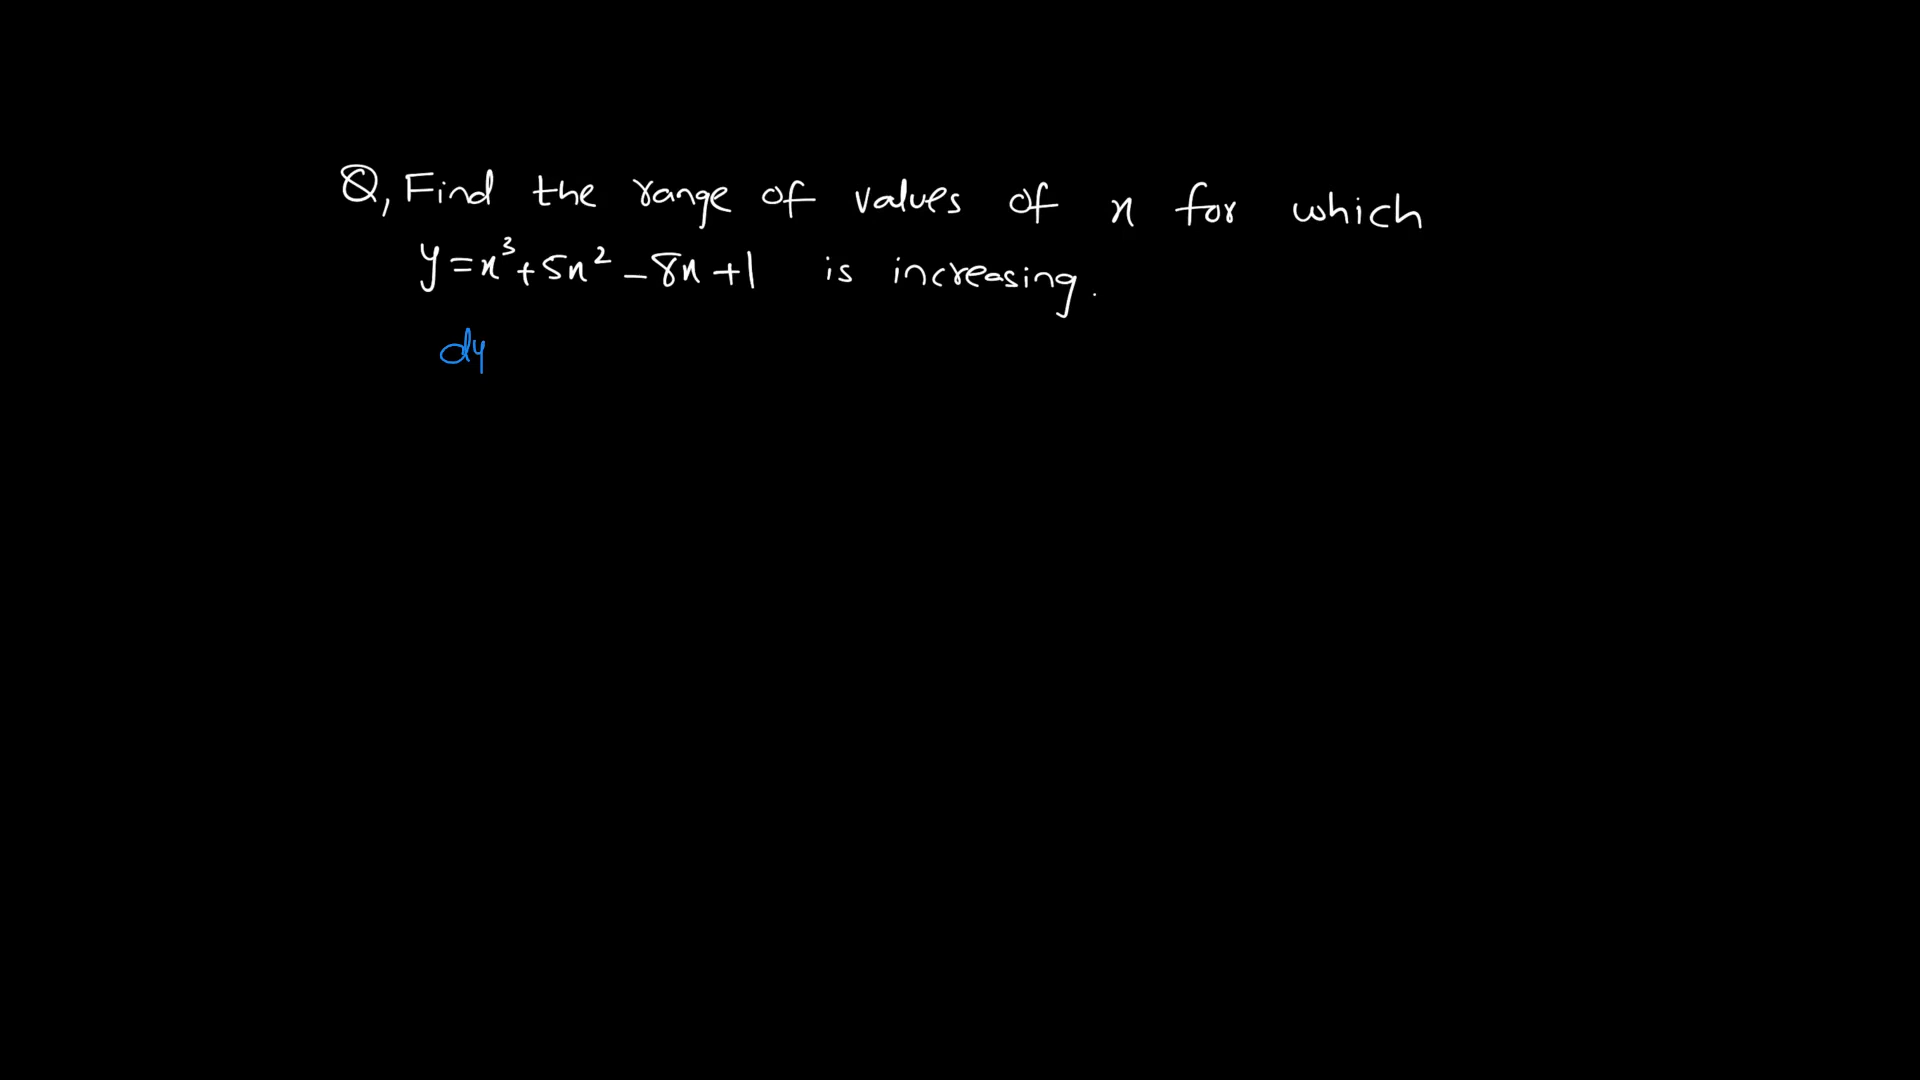 Q, Find the range of values of x for which
y = x³ + 5x² - 8x + 1 is increasing.
dy